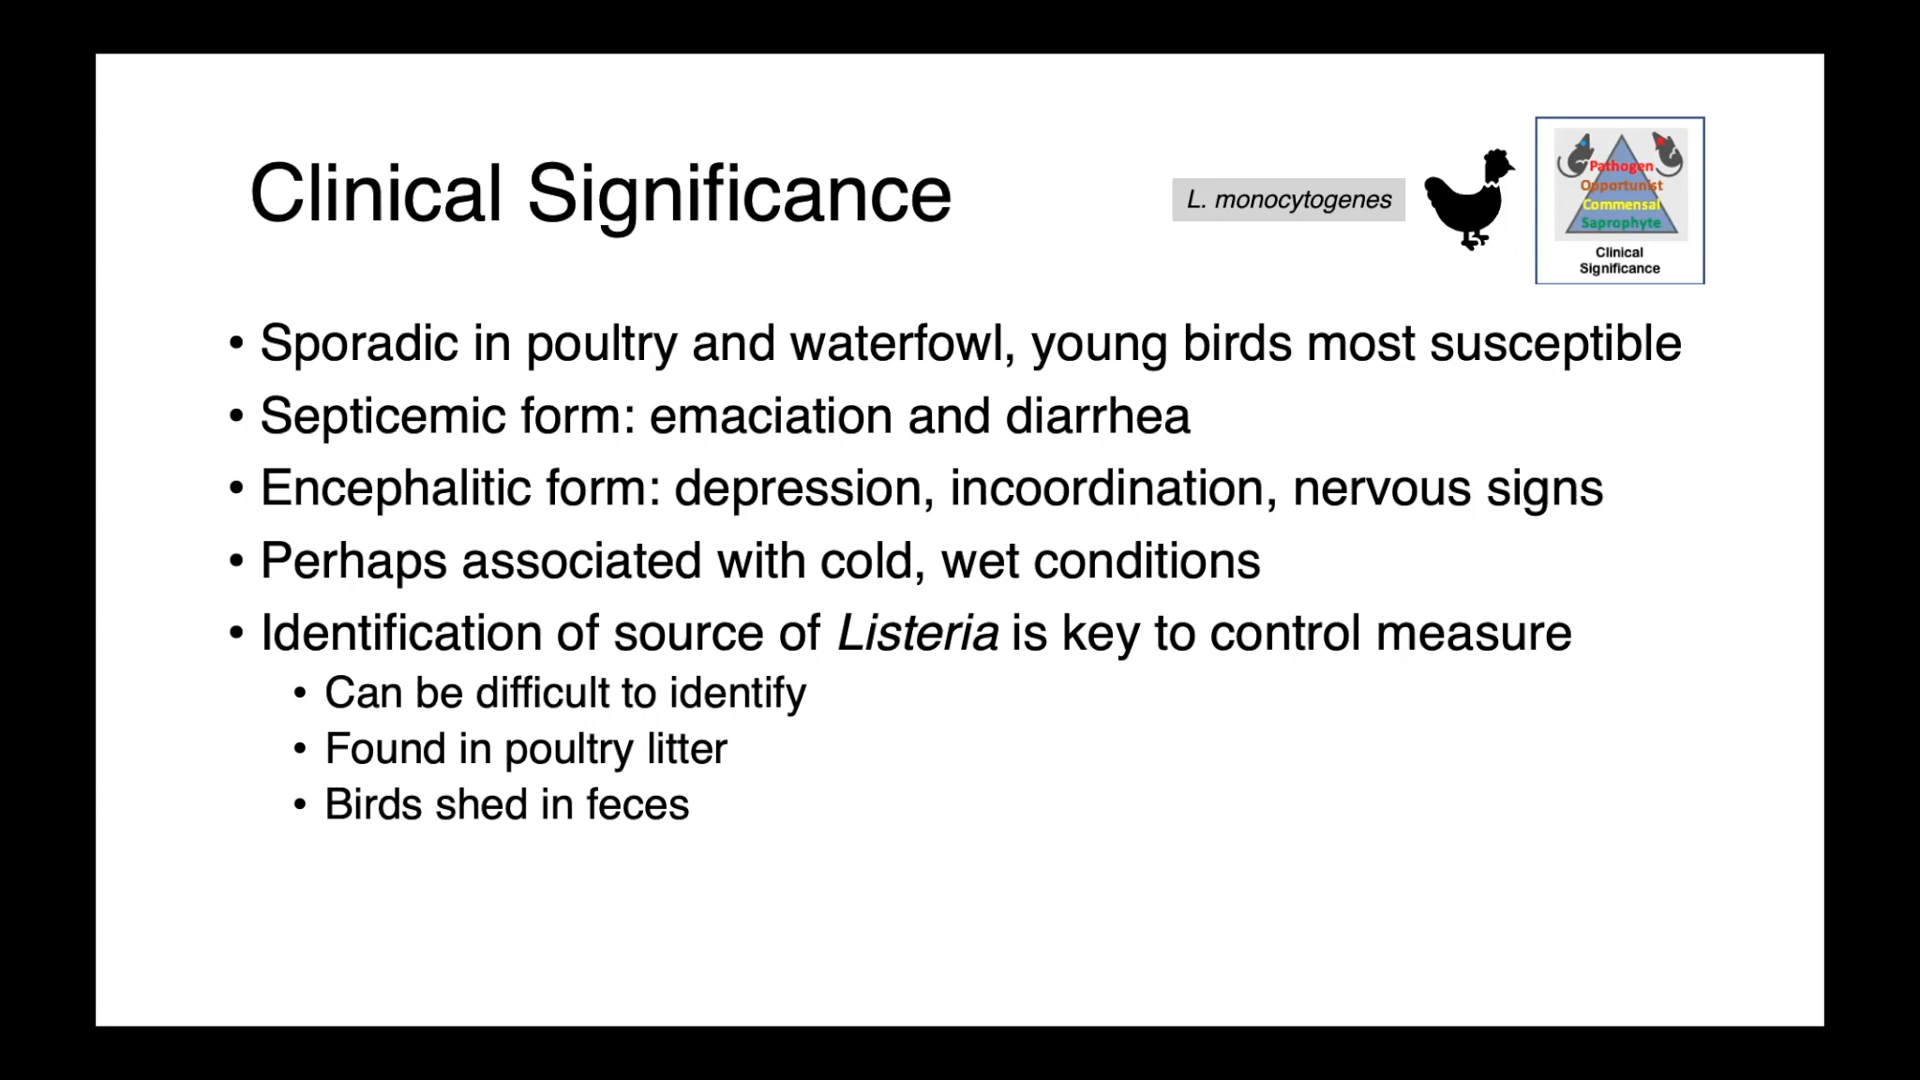 Clinical Significance
L. monocytogenes
Pathogen
Opportunist
Commensal
Saprophyte
Clinical
Significance
• Sporadic in poultry and waterfowl, young birds most susceptible
• Septicemic form: emaciation and diarrhea
• Encephalitic form: depression, incoordination, nervous signs
• Perhaps associated with cold, wet conditions
• Identification of source of Listeria is key to control measure
• Can be difficult to identify
• Found in poultry litter
• Birds shed in feces